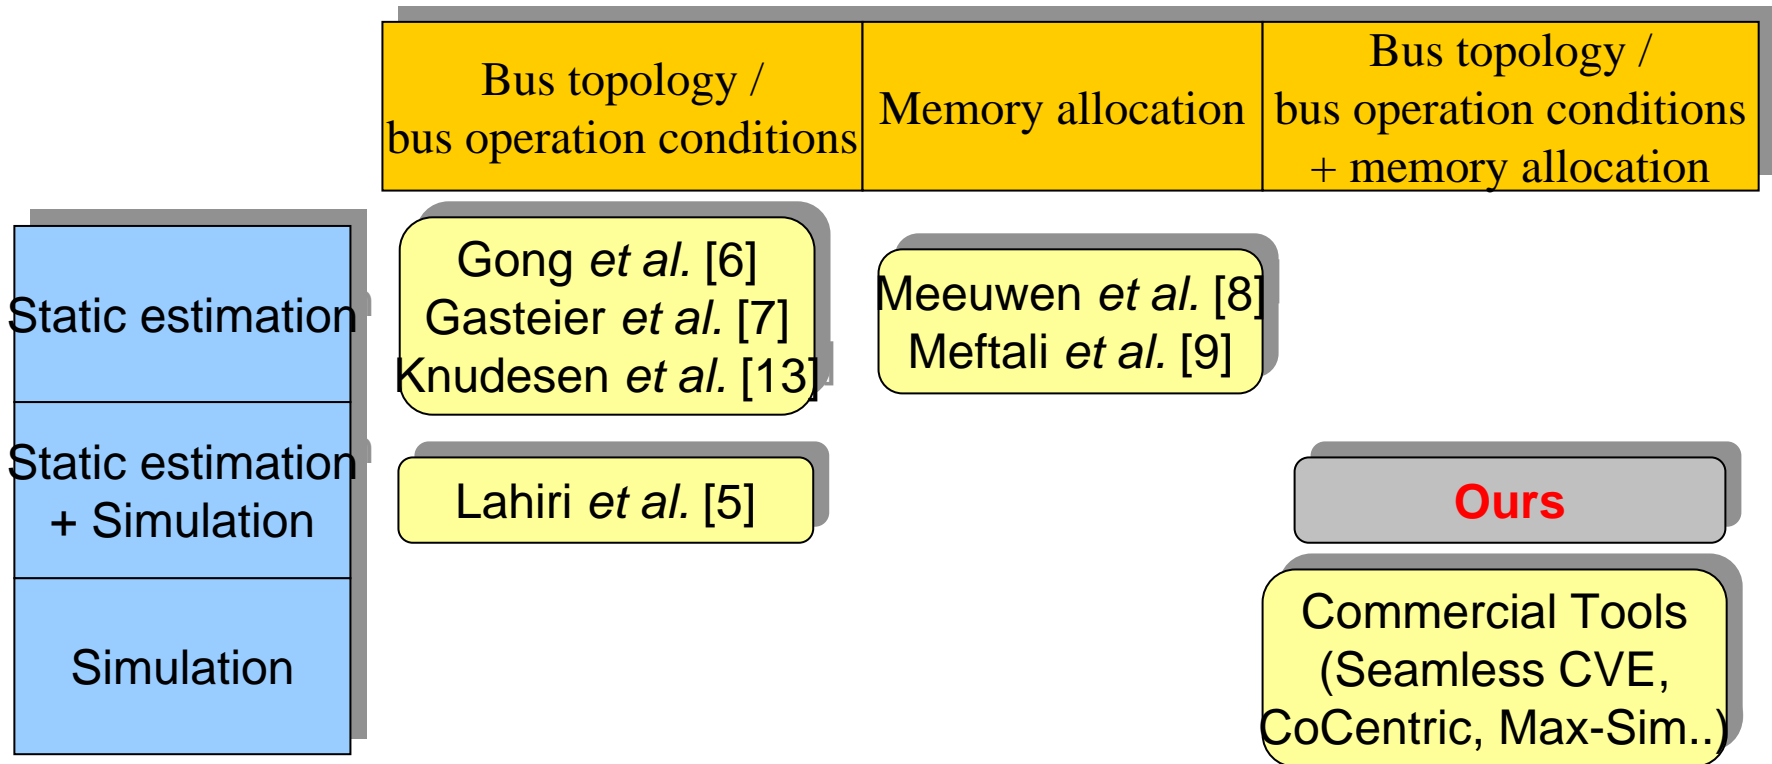 Bus topology /
bus operation conditions
Memory allocation
Bus topology /
bus operation conditions
+ memory allocation
Static estimation
Gong et al. [6]
Gasteier et al. [7]
Knudesen et al. [13]
Meeuwen et al. [8]
Meftali et al. [9]
Static estimation
+ Simulation
Lahiri et al. [5]
Ours
Simulation
Commercial Tools
(Seamless CVE,
CoCentric, Max-Sim..)